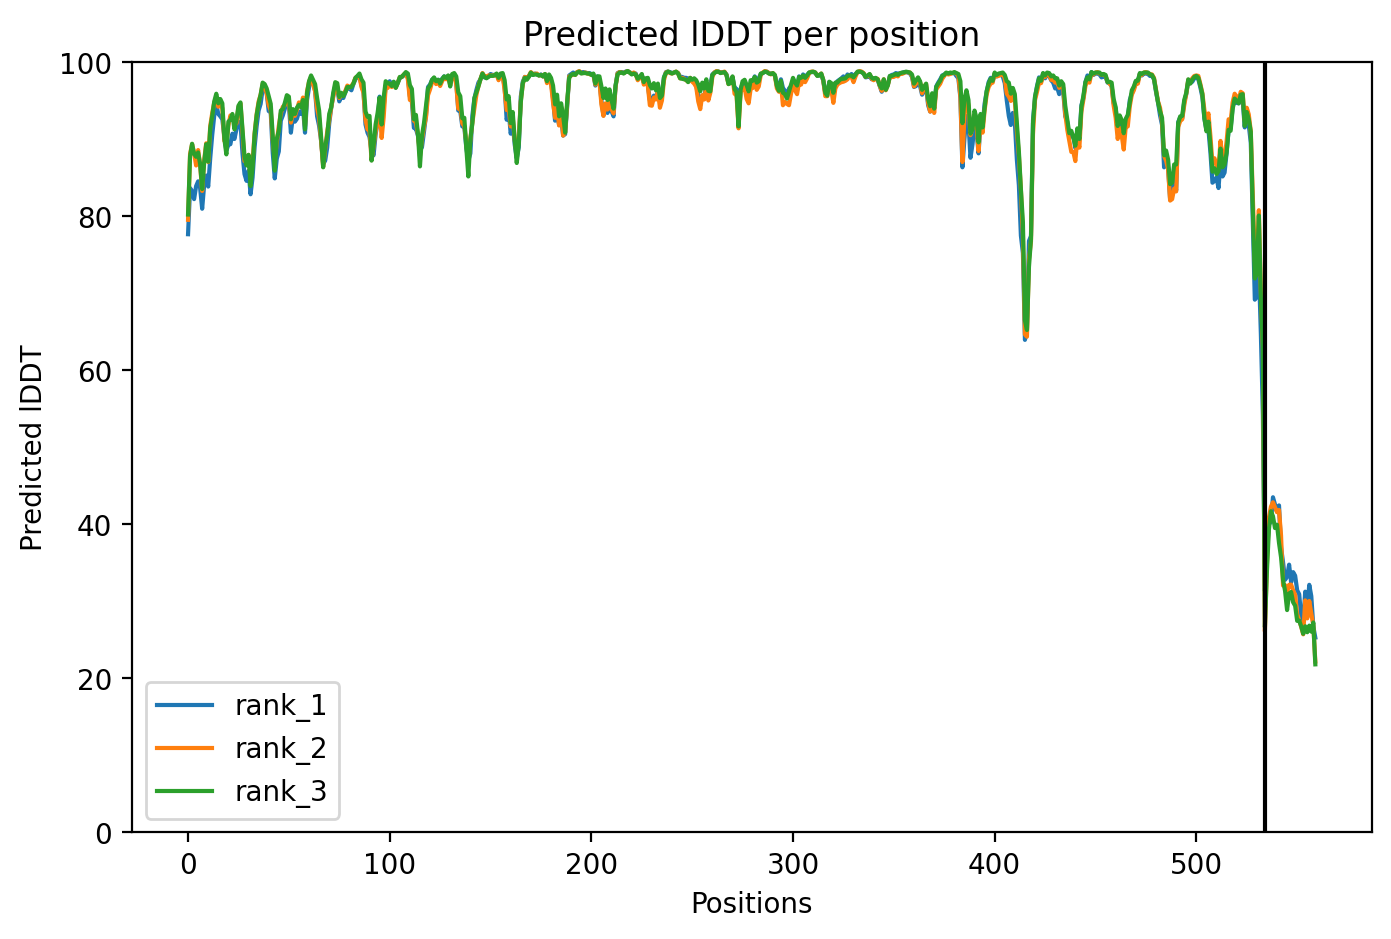 Predicted lDDT per position
100
80
60
40
20
0
Predicted lDDT
rank_1
rank_2
rank_3
0 100 200 300 400 500
Positions